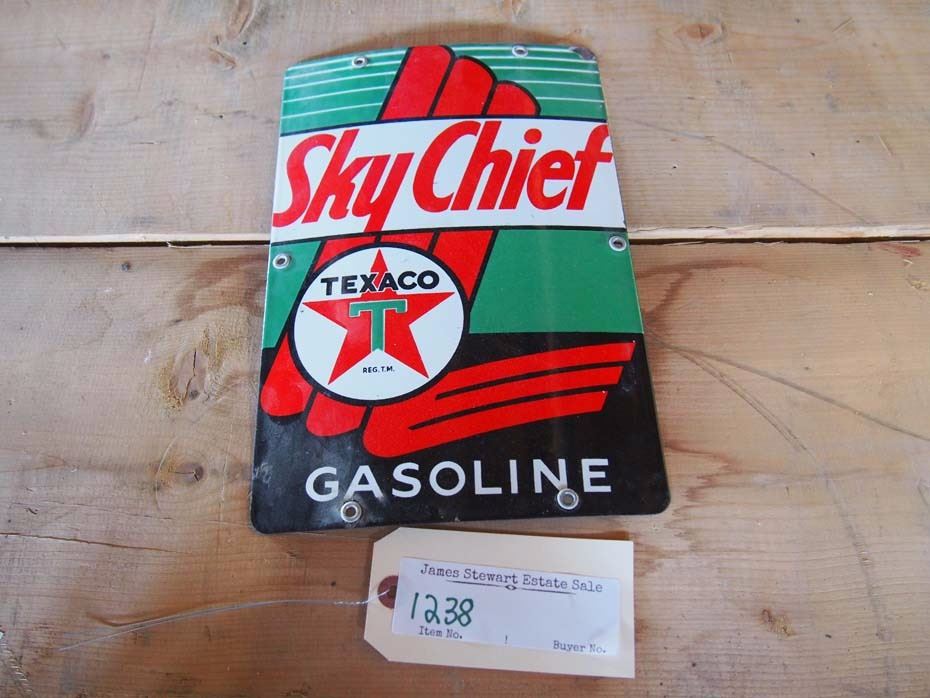 Sky Chief
TEXACO
T
REG. T.M.
GASOLINE
James Stewart Estate Sale
1238
Item No.
Buyer No.